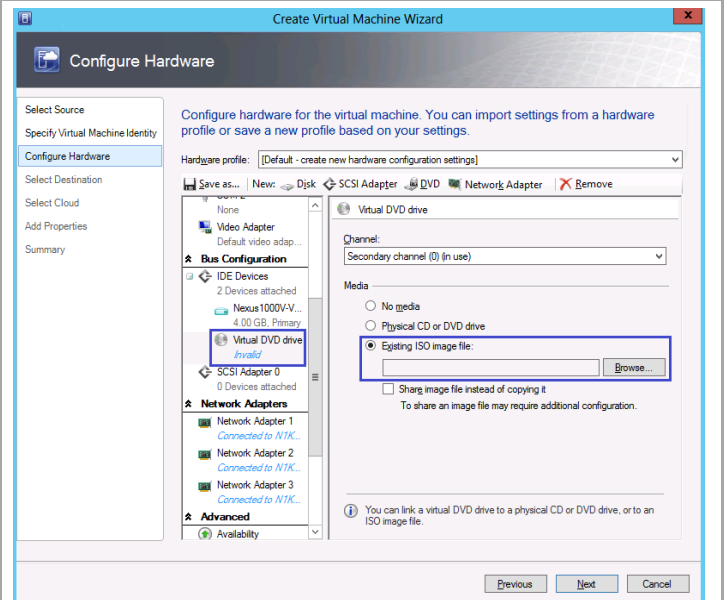 Create Virtual Machine Wizard
x
Configure Hardware
Select Source
Specify Virtual Machine Identity
Configure Hardware
Select Destination
Select Cloud
Add Properties
Summary
Configure hardware for the virtual machine. You can import settings from a hardware
profile or save a new profile based on your settings.
Hardware profile: [Default - create new hardware configuration settings]
Save as... New: Disk SCSI Adapter DVD Network Adapter Remove
None
Video Adapter
Default video adap...
Bus Configuration
IDE Devices
2 Devices attached
Nexus1000V-V...
4.00 GB, Primary
Virtual DVD drive
Invalid
SCSI Adapter 0
0 Devices attached
Network Adapters
Network Adapter 1
Connected to N1K...
Network Adapter 2
Connected to N1K...
Network Adapter 3
Connected to N1K...
Advanced
Availability
Virtual DVD drive
Channel:
Secondary channel (0) (in use)
Media
No media
Physical CD or DVD drive
Existing ISO image file:
Browse...
Share image file instead of copying it
To share an image file may require additional configuration.
You can link a virtual DVD drive to a physical CD or DVD drive, or to an
ISO image file.
Previous Next Cancel